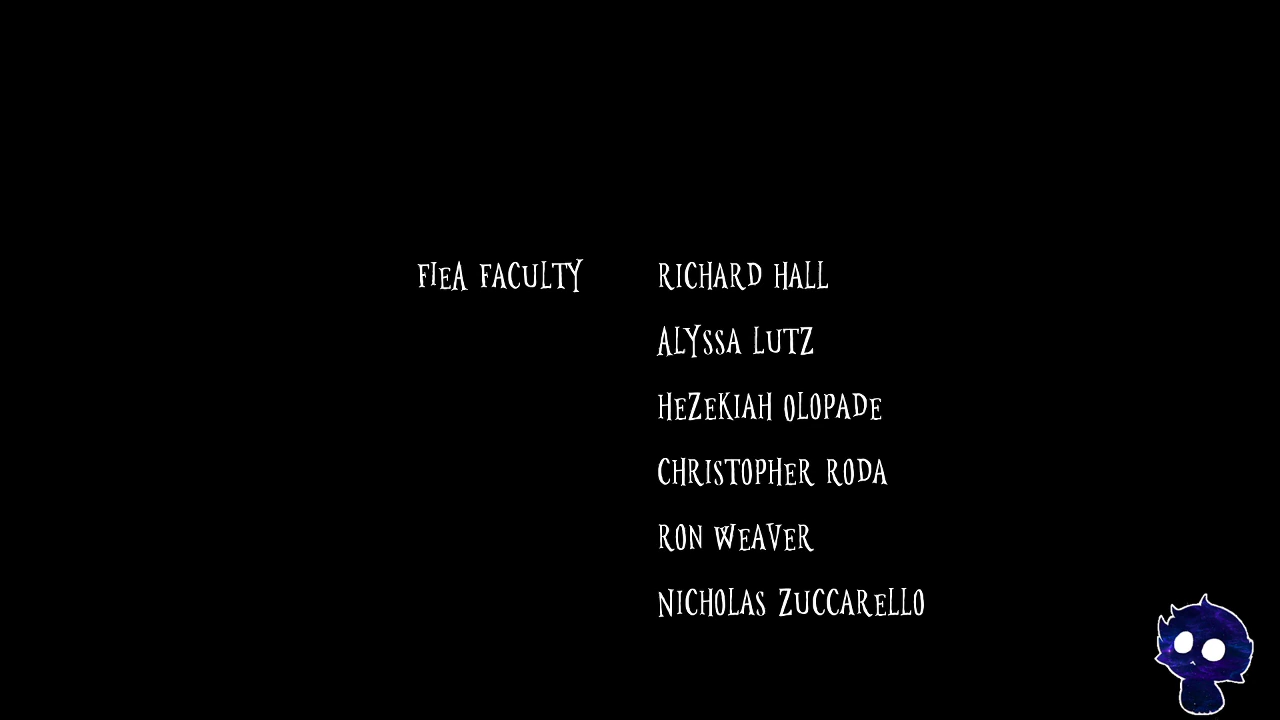 FIEA FACULTY RICHARD HALL
ALYSSA LUTZ
HEZEKIAH OLOPADE
CHRISTOPHER RODA
RON WEAVER
NICHOLAS ZUCCARELLO